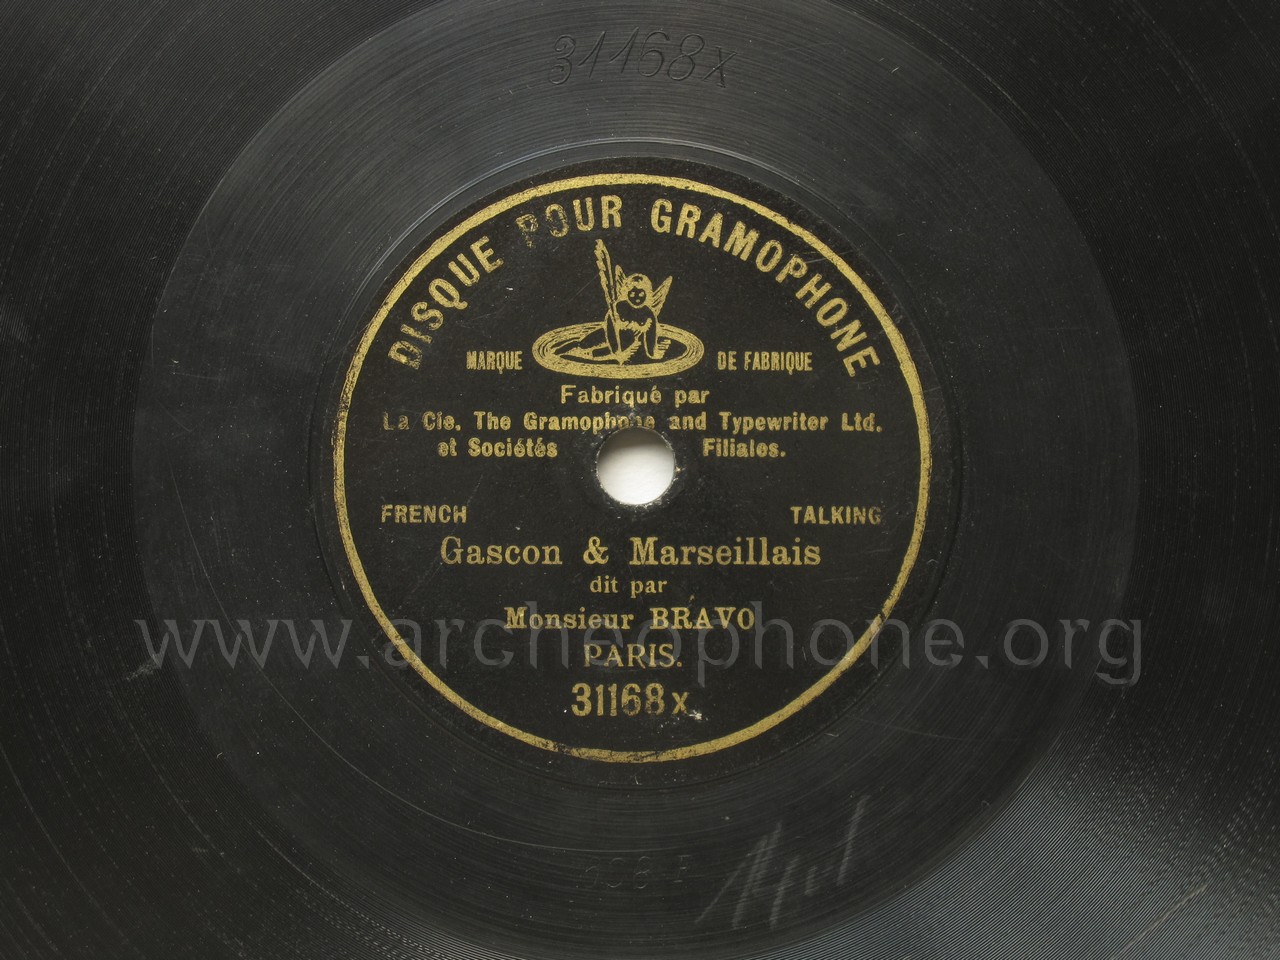 31168x
DISQUE POUR GRAMOPHONE
MARQUE DE FABRIQUE
Fabriqué par
La Cie. The Gramophone and Typewriter Ltd.
et Sociétés Filiales.
FRENCH TALKING
Gascon & Marseillais
dit par
Monsieur BRAVO
www.archeophone.org
PARIS.
31168x